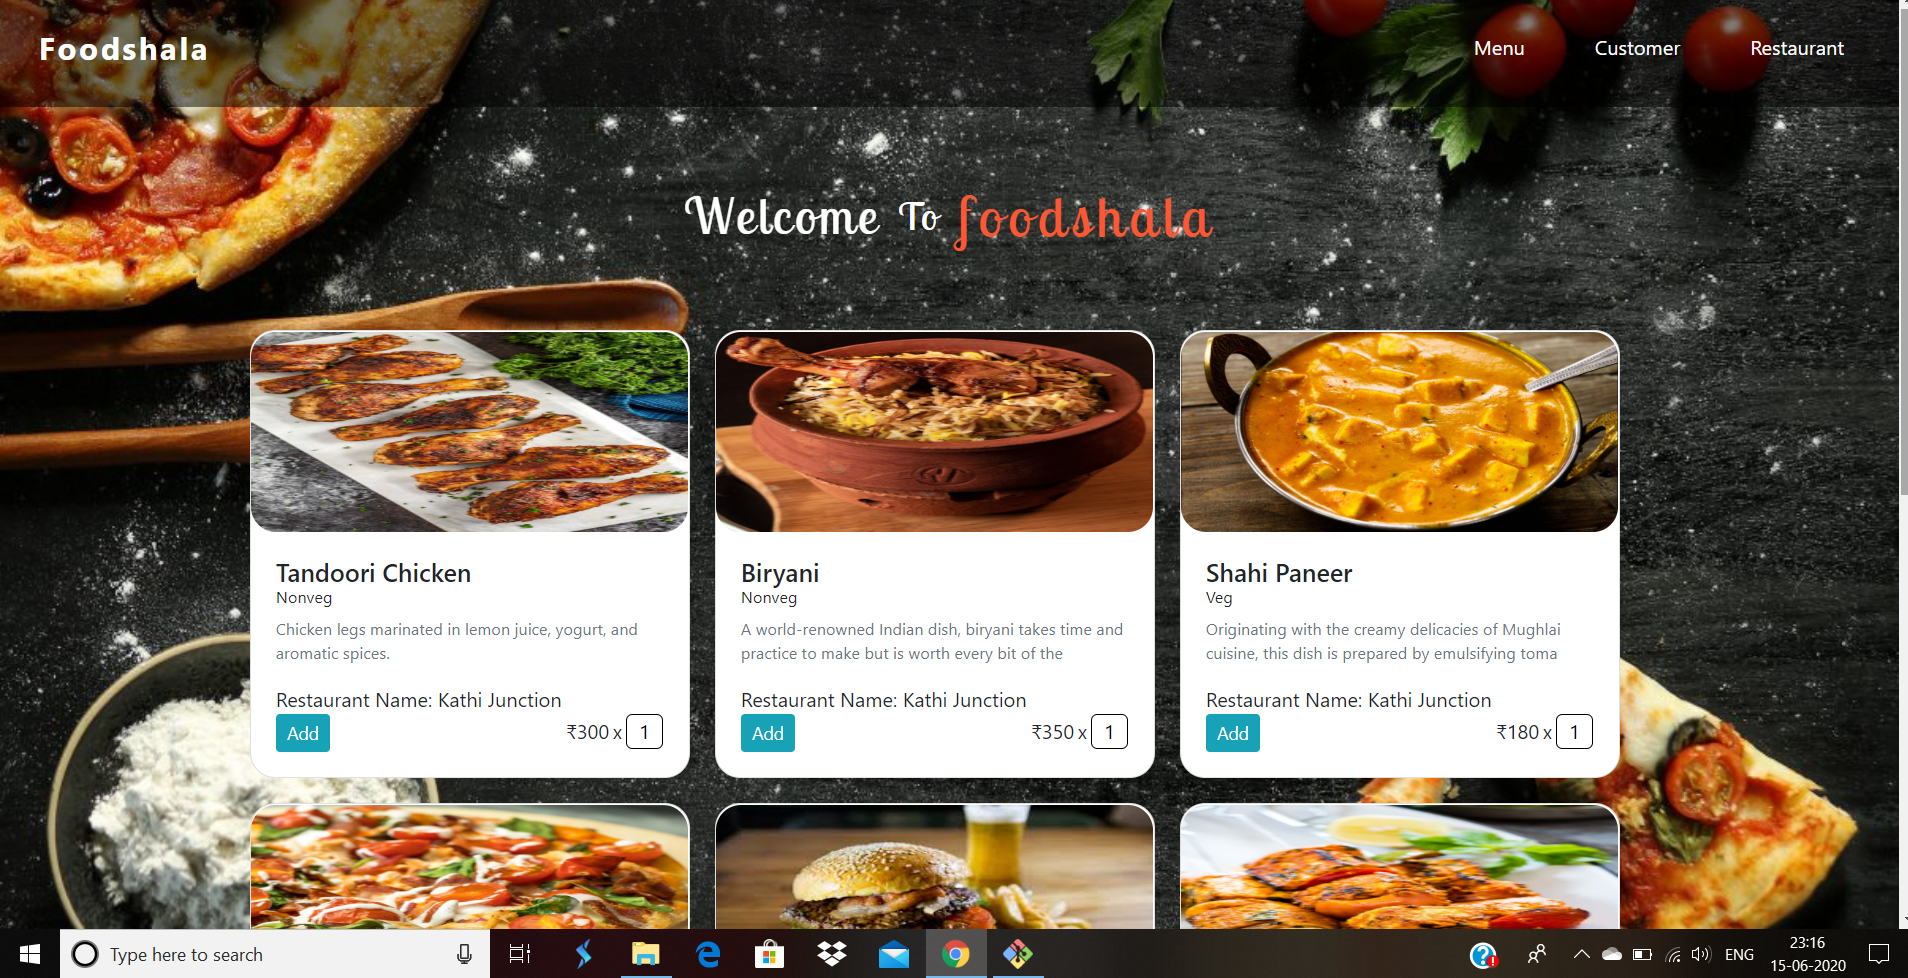 Foodshala
Menu Customer Restaurant
Welcome To foodshala
Tandoori Chicken
Nonveg
Chicken legs marinated in lemon juice, yogurt, and
aromatic spices.
Restaurant Name: Kathi Junction
Add ₹300 x 1
Biryani
Nonveg
A world-renowned Indian dish, biryani takes time and
practice to make but is worth every bit of the
Restaurant Name: Kathi Junction
Add ₹350 x 1
Shahi Paneer
Veg
Originating with the creamy delicacies of Mughlai
cuisine, this dish is prepared by emulsifying toma
Restaurant Name: Kathi Junction
Add ₹180 x 1
Type here to search
ENG
23:16
15-06-2020